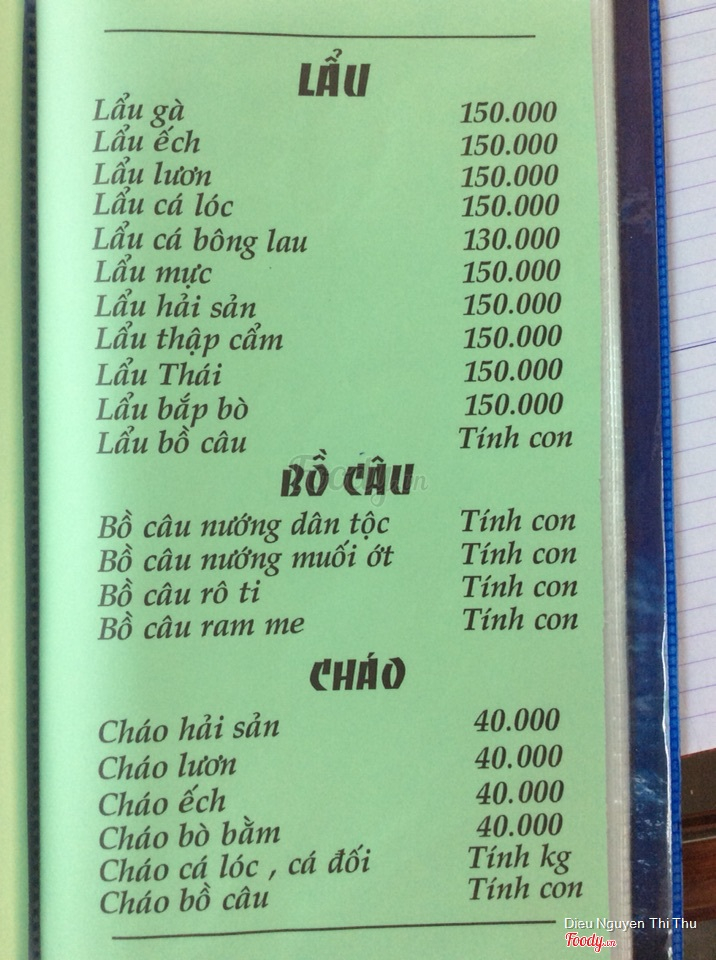 LẨU
Lẩu gà 150.000
Lẩu ếch 150.000
Lẩu lươn 150.000
Lẩu cá lóc 150.000
Lẩu cá bông lau 130.000
Lẩu mực 150.000
Lẩu hải sản 150.000
Lẩu thập cẩm 150.000
Lẩu Thái 150.000
Lẩu bắp bò 150.000
Lẩu bồ câu Tính con
Foody.vn
BỒ CÂU
Bồ câu nướng dân tộc Tính con
Bồ câu nướng muối ớt Tính con
Bồ câu rô ti Tính con
Bồ câu ram me Tính con
CHÁO
Cháo hải sản 40.000
Cháo lươn 40.000
Cháo ếch 40.000
Cháo bò bằm 40.000
Cháo cá lóc , cá đối Tính kg
Cháo bồ câu Tính con
Dieu Nguyen Thi Thu
Foody.vn